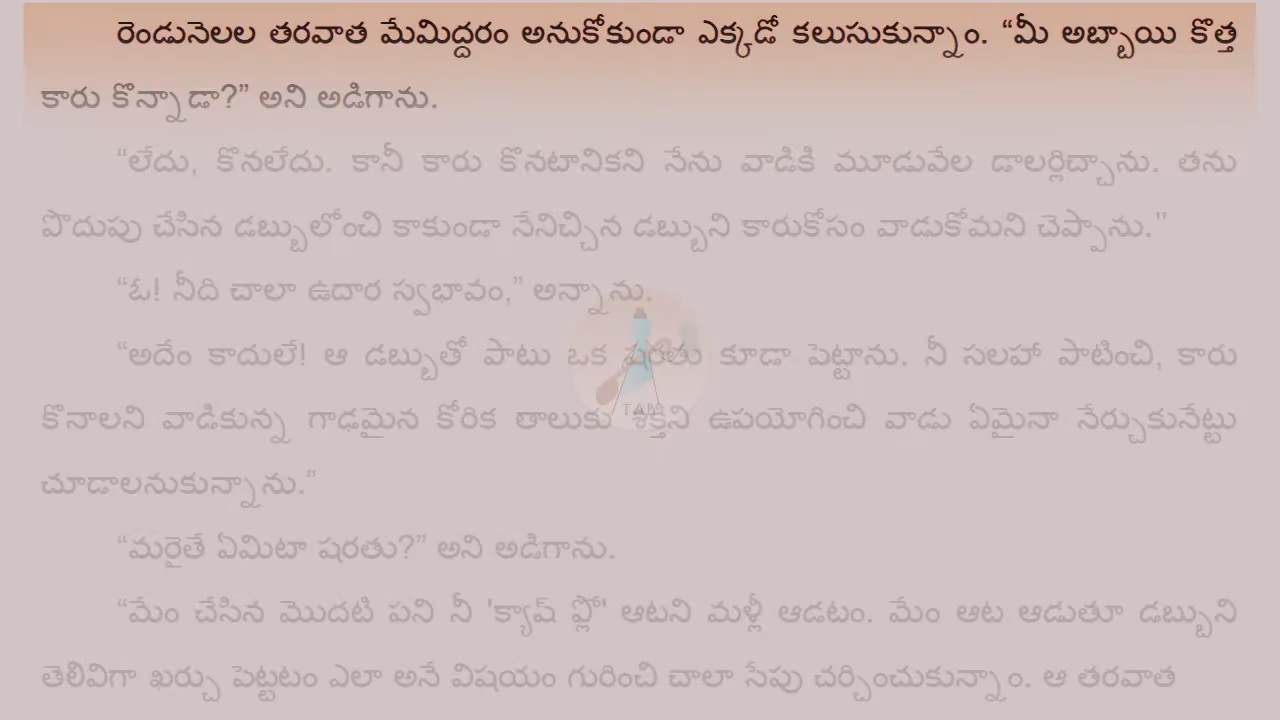 రెండునెలల తరవాత మేమిద్దరం అనుకోకుండా ఎక్కడో కలుసుకున్నాం. “మీ అబ్బాయి కొత్త
కారు కొన్నాడా?” అని అడిగాను.
“లేదు, కొనలేదు. కానీ కారు కొనటానికని నేను వాడికి మూడువేల డాలర్లిచ్చాను. తను
పొదుపు చేసిన డబ్బులోంచి కాకుండా నేనిచ్చిన డబ్బుని కారుకోసం వాడుకోమని చెప్పాను."
“ఓ! నీది చాలా ఉదార స్వభావం,” అన్నాను.
“అదేం కాదులే! ఆ డబ్బుతో పాటు ఒక షరతు కూడా పెట్టాను. నీ సలహా పాటించి, కారు
కొనాలని వాడికున్న గాఢమైన కోరిక తాలుకు శక్తిని ఉపయోగించి వాడు ఏమైనా నేర్చుకునేట్టు
చూడాలనుకున్నాను.”
“మరైతే ఏమిటా షరతు?” అని అడిగాను.
“మేం చేసిన మొదటి పని నీ 'క్యాష్ ఫ్లో' ఆటని మళ్లీ ఆడటం. మేం ఆట ఆడుతూ డబ్బుని
తెలివిగా ఖర్చు పెట్టటం ఎలా అనే విషయం గురించి చాలా సేపు చర్చించుకున్నాం. ఆ తరవాత